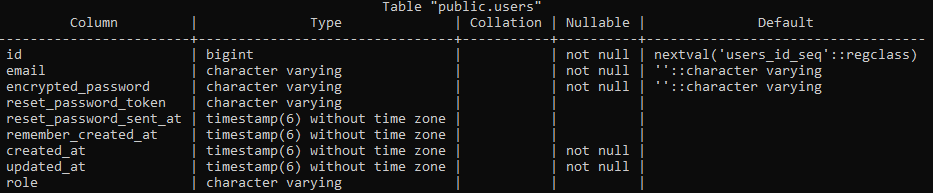 Table "public.users"
Column | Type | Collation | Nullable | Default
------------------------+--------------------------------+-----------+----------+-----------------------------------
id | bigint | | not null | nextval('users_id_seq'::regclass)
email | character varying | | not null | ''::character varying
encrypted_password | character varying | | not null | ''::character varying
reset_password_token | character varying | | |
reset_password_sent_at | timestamp(6) without time zone | | |
remember_created_at | timestamp(6) without time zone | | |
created_at | timestamp(6) without time zone | | not null |
updated_at | timestamp(6) without time zone | | not null |
role | character varying | | |